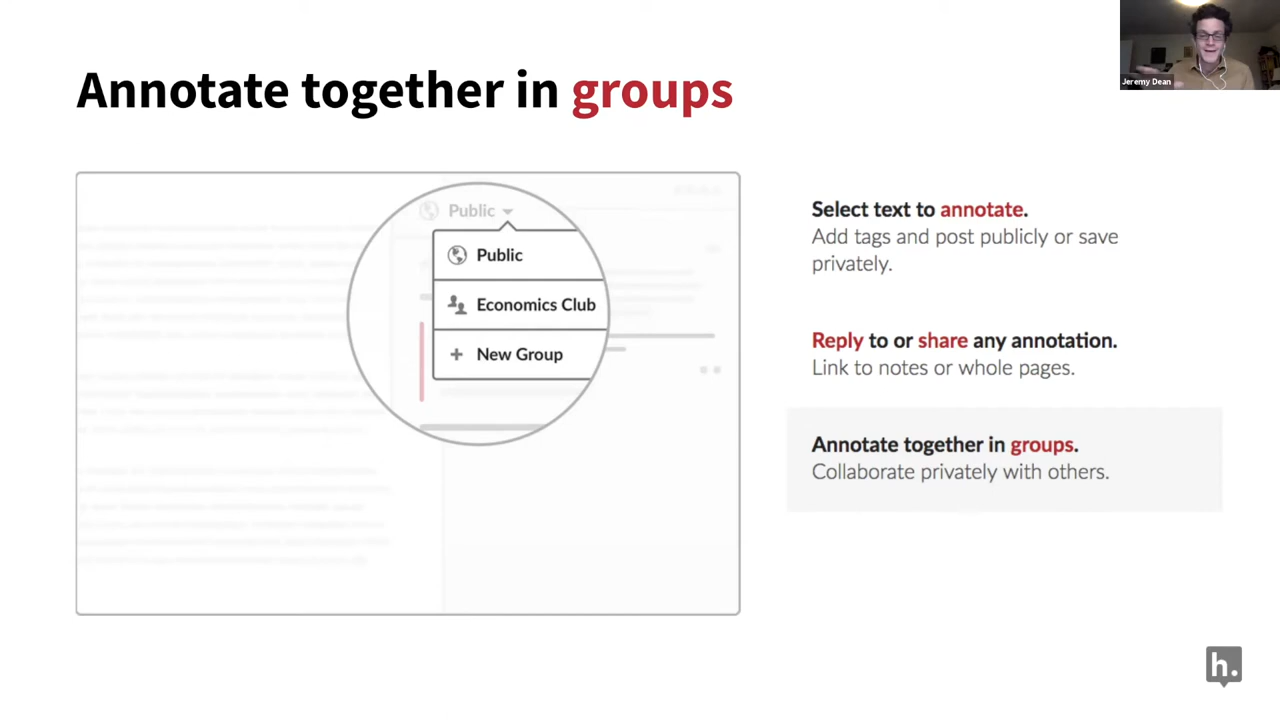 Jeremy Dean
Annotate together in groups
Public
Public
Economics Club
New Group
Select text to annotate.
Add tags and post publicly or save
privately.
Reply to or share any annotation.
Link to notes or whole pages.
Annotate together in groups.
Collaborate privately with others.
h.